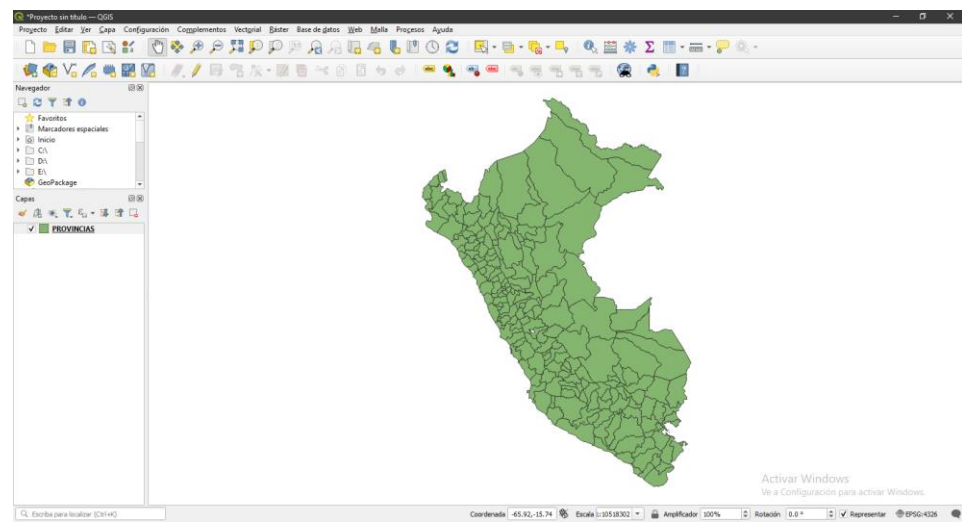 *Proyecto sin título — QGIS
Proyecto Editar Ver Capa Configuración Complementos Vectorial Ráster Base de datos Web Malla Procesos Ayuda
Navegador
Favoritos
Marcadores espaciales
Inicio
C:\
D:\
E:\
GeoPackage
Capas
PROVINCIAS
Activar Windows
Ve a Configuración para activar Windows.
Escriba para localizar (Ctrl+K)
Coordenada -65.92,-15.74 Escala 1:10518302 Amplificador 100% Rotación 0.0 ° Representar EPSG:4326